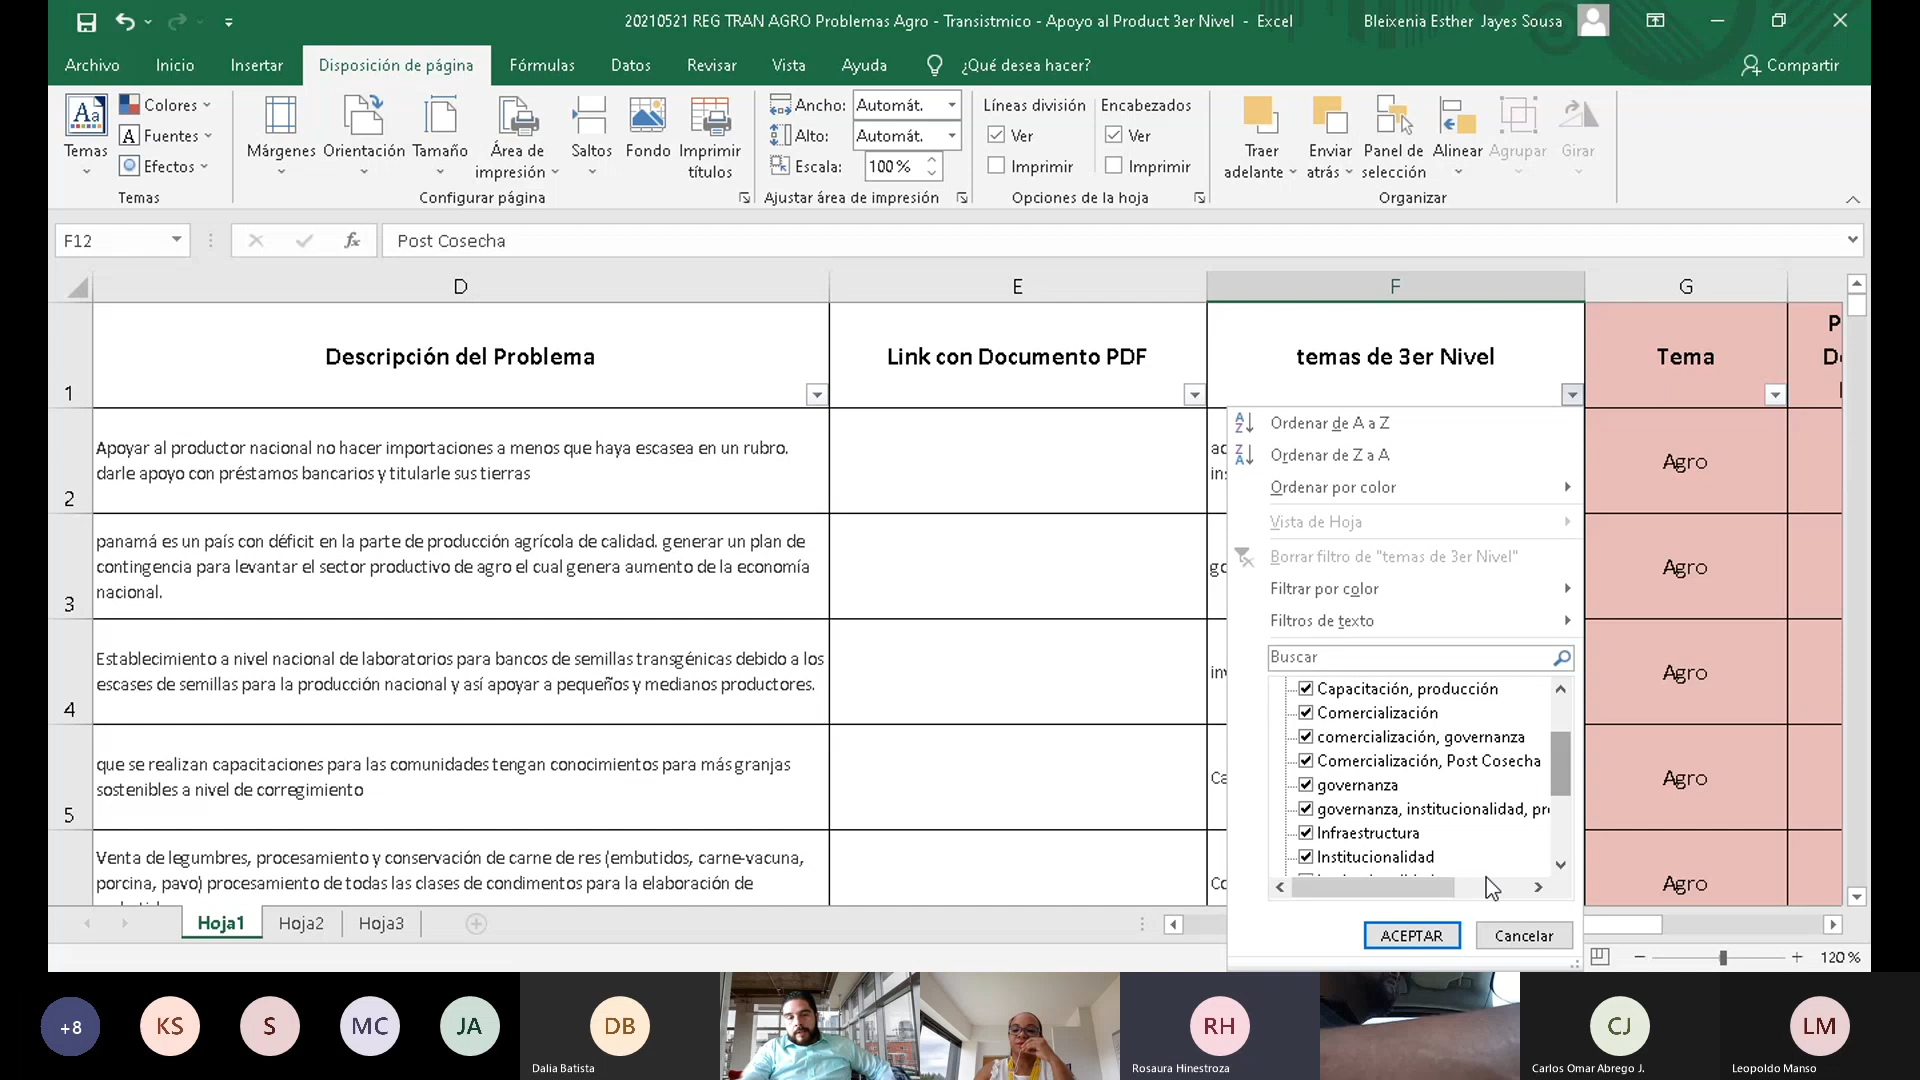 20210521 REG TRAN AGRO Problemas Agro - Transistmico - Apoyo al Product 3er Nivel - Excel
Bleixenia Esther Jayes Sousa
Archivo
Inicio
Insertar
Disposición de página
Fórmulas
Datos
Revisar
Vista
Ayuda
¿Qué desea hacer?
Compartir
Temas
Colores
Fuentes
Efectos
Temas
Márgenes
Orientación
Tamaño
Área de impresión
Saltos
Fondo
Imprimir títulos
Configurar página
Ancho: Automát.
Alto: Automát.
Escala: 100 %
Ajustar área de impresión
Líneas división
Ver
Imprimir
Encabezados
Ver
Imprimir
Opciones de la hoja
Traer adelante
Enviar atrás
Panel de selección
Alinear
Agrupar
Girar
Organizar
F12
fx
Post Cosecha
D
E
F
G
1
Descripción del Problema
Link con Documento PDF
temas de 3er Nivel
Tema
2
Apoyar al productor nacional no hacer importaciones a menos que haya escasea en un rubro.
darle apoyo con préstamos bancarios y titularle sus tierras
Agro
3
panamá es un país con déficit en la parte de producción agrícola de calidad. generar un plan de
contingencia para levantar el sector productivo de agro el cual genera aumento de la economía
nacional.
Agro
4
Establecimiento a nivel nacional de laboratorios para bancos de semillas transgénicas debido a los
escases de semillas para la producción nacional y así apoyar a pequeños y medianos productores.
Agro
5
que se realizan capacitaciones para las comunidades tengan conocimientos para más granjas
sostenibles a nivel de corregimiento
Agro
Venta de legumbres, procesamiento y conservación de carne de res (embutidos, carne-vacuna,
porcina, pavo) procesamiento de todas las clases de condimentos para la elaboración de
Agro
Ordenar de A a Z
Ordenar de Z a A
Ordenar por color
Vista de Hoja
Borrar filtro de "temas de 3er Nivel"
Filtrar por color
Filtros de texto
Buscar
Capacitación, producción
Comercialización
comercialización, governanza
Comercialización, Post Cosecha
governanza
governanza, institucionalidad, pr
Infraestructura
Institucionalidad
ACEPTAR
Cancelar
Hoja1
Hoja2
Hoja3
120 %
+8
KS
S
MC
JA
DB
Dalia Batista
RH
Rosaura Hinestroza
CJ
Carlos Omar Abrego J.
LM
Leopoldo Manso